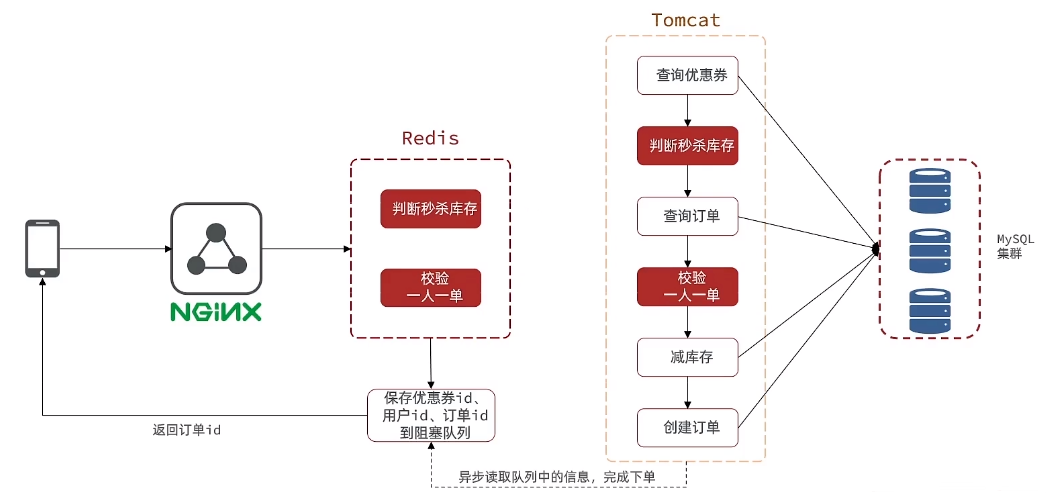 Tomcat
查询优惠券
Redis
判断秒杀库存
判断秒杀库存
查询订单
MySQL
集群
校验
一人一单
校验
一人一单
NGiNX
减库存
保存优惠券id、
用户id、订单id
到阻塞队列
创建订单
返回订单id
异步读取队列中的信息，完成下单